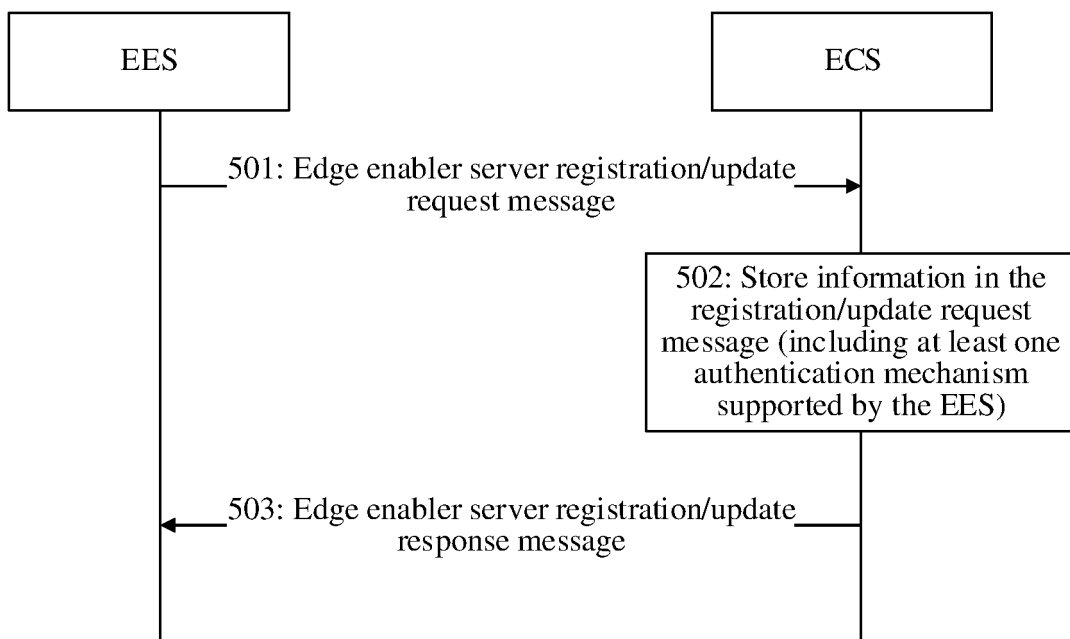 EES
ECS
501: Edge enabler server registration/update
request message
502: Store information in the
registration/update request
message (including at least one
authentication mechanism
supported by the EES)
503: Edge enabler server registration/update
response message